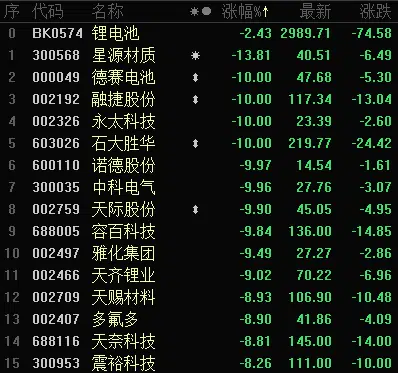 序 代码 名称 涨幅%↑ 最新 涨跌
0 BK0574 锂电池 -2.43 2989.71 -74.58
1 300568 星源材质 -13.81 40.51 -6.49
2 000049 德赛电池 -10.00 47.68 -5.30
3 002192 融捷股份 -10.00 117.34 -13.04
4 002326 永太科技 -10.00 23.39 -2.60
5 603026 石大胜华 -10.00 219.77 -24.42
6 600110 诺德股份 -9.97 14.54 -1.61
7 300035 中科电气 -9.96 27.76 -3.07
8 002759 天际股份 -9.90 45.05 -4.95
9 688005 容百科技 -9.84 136.00 -14.85
10 002497 雅化集团 -9.49 27.27 -2.86
11 002466 天齐锂业 -9.02 70.22 -6.96
12 002709 天赐材料 -8.93 106.90 -10.48
13 002407 多氟多 -8.90 41.86 -4.09
14 688116 天奈科技 -8.81 145.00 -14.00
15 300953 震裕科技 -8.26 111.00 -10.00